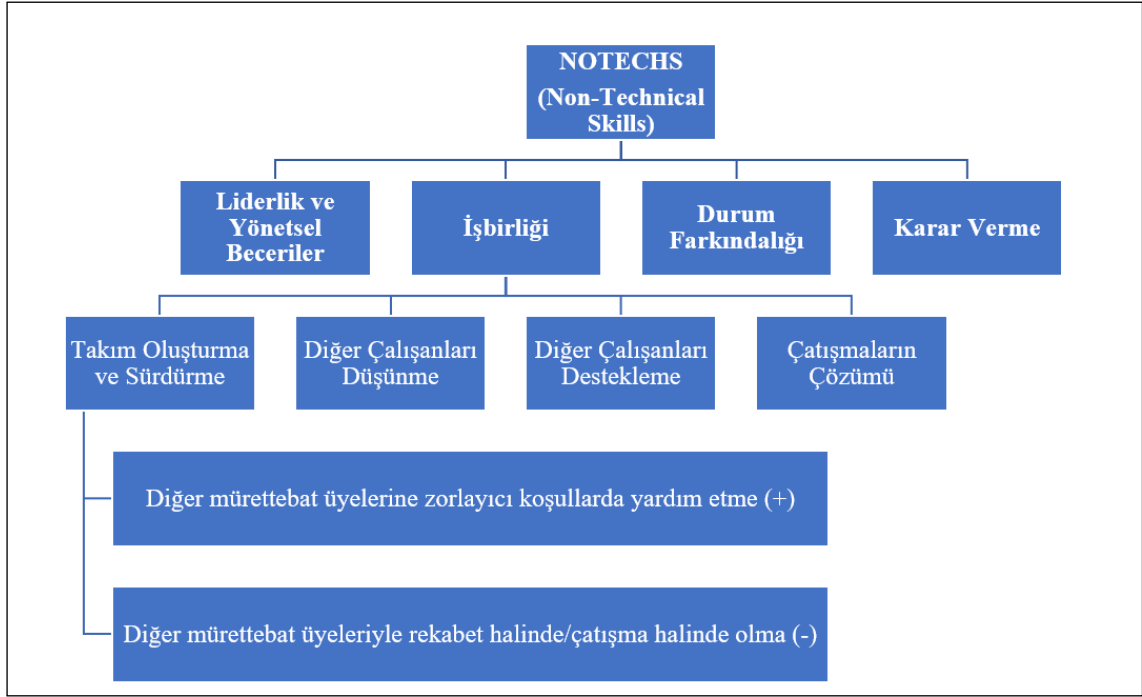 NOTECHS
(Non-Technical
Skills)
Liderlik ve
Yönetsel
Beceriler
İşbirliği
Durum
Farkındalığı
Karar Verme
Takım Oluşturma
ve Sürdürme
Diğer Çalışanları
Düşünme
Diğer Çalışanları
Destekleme
Çatışmaların
Çözümü
Diğer mürettebat üyelerine zorlayıcı koşullarda yardım etme (+)
Diğer mürettebat üyeleriyle rekabet halinde/çatışma halinde olma (-)